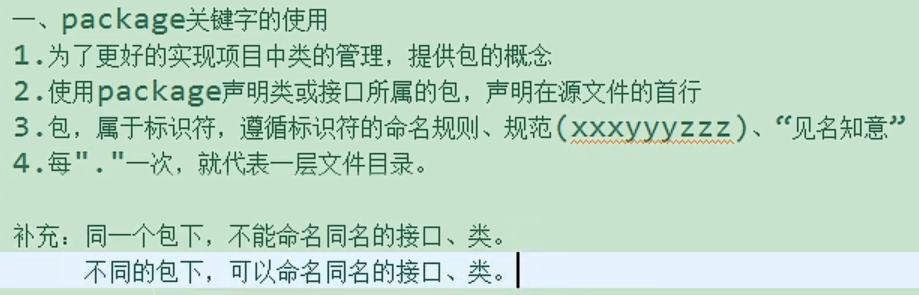 一、package关键字的使用
1.为了更好的实现项目中类的管理，提供包的概念
2.使用package声明类或接口所属的包，声明在源文件的首行
3.包，属于标识符，遵循标识符的命名规则、规范(xxxyyyzzz)、“见名知意”
4.每"."一次，就代表一层文件目录。
补充：同一个包下，不能命名同名的接口、类。
不同的包下，可以命名同名的接口、类。